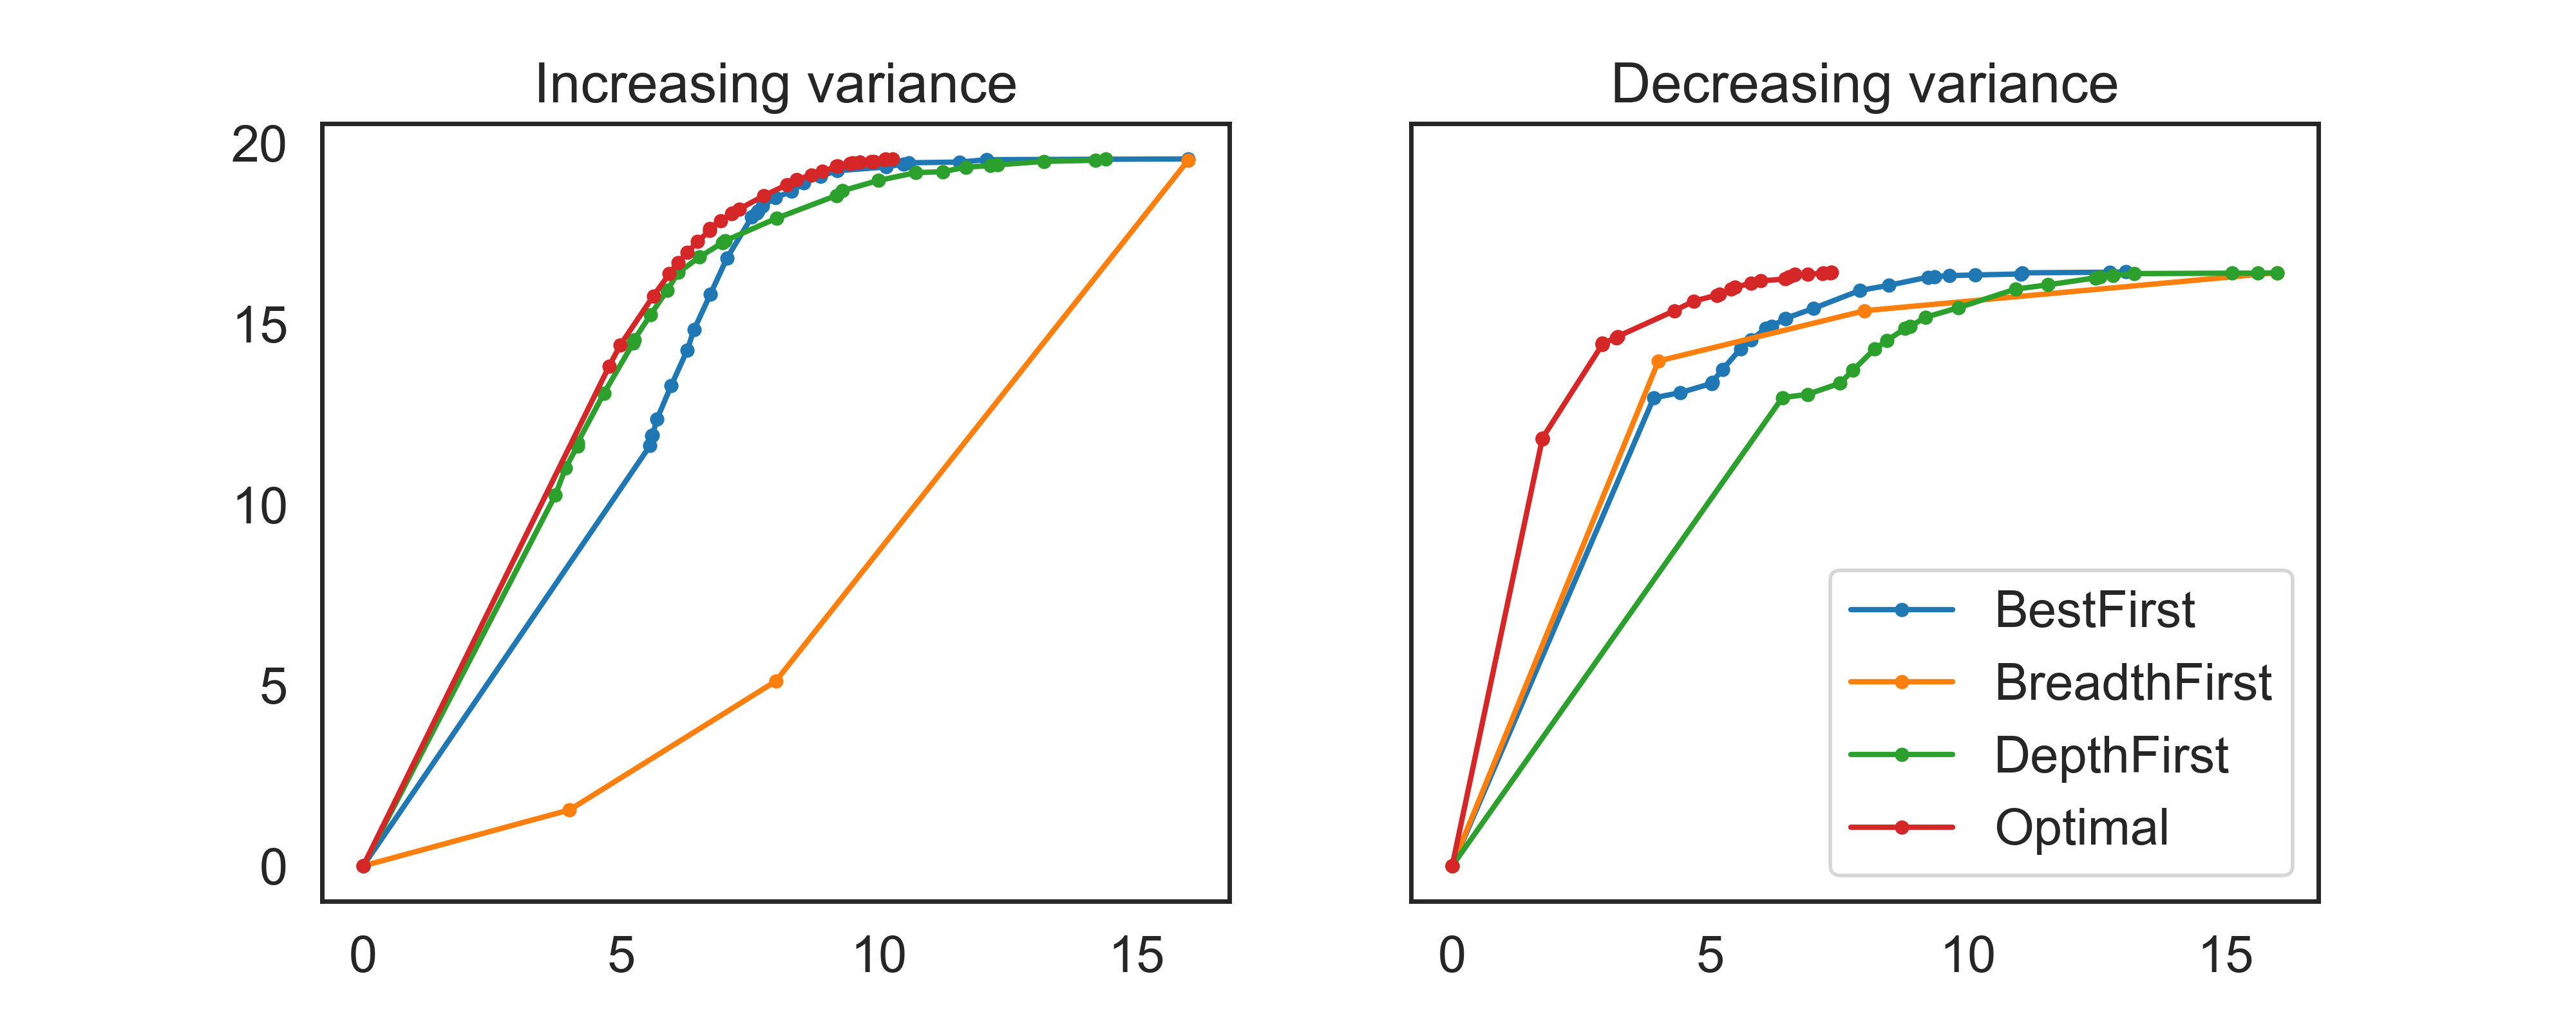 Increasing variance
Decreasing variance
20
15
10
5
0
0 5 10 15
0 5 10 15
BestFirst
BreadthFirst
DepthFirst
Optimal